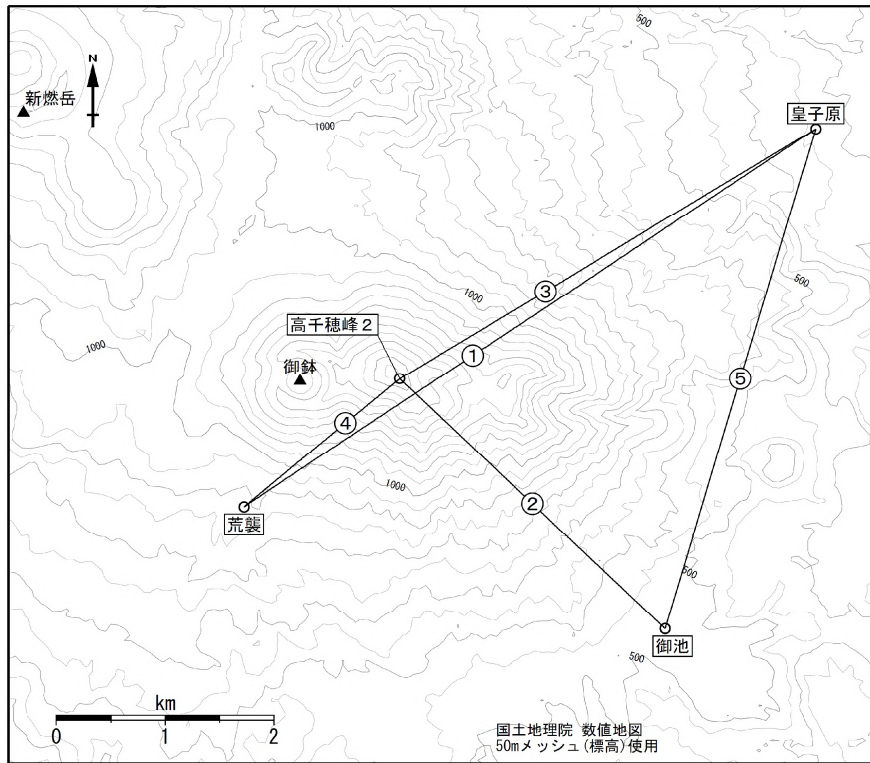 500
N
新燃岳
皇子原
1000
500
1000
③
高千穂峰２
1000
①
御鉢
⑤
④
1000
②
荒襲
500
御池
500
km
0 1 2
国土地理院 数値地図
50mメッシュ(標高)使用